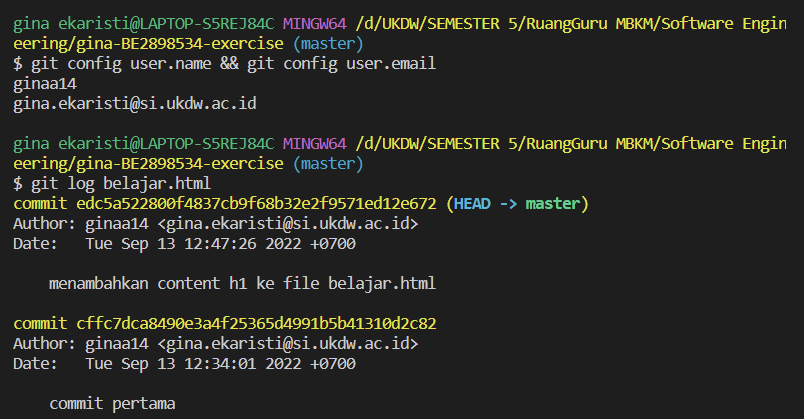 gina ekaristi@LAPTOP-S5REJ84C MINGW64 /d/UKDW/SEMESTER 5/RuangGuru MBKM/Software Engin
eering/gina-BE2898534-exercise (master)
$ git config user.name && git config user.email
ginaa14
gina.ekaristi@si.ukdw.ac.id
gina ekaristi@LAPTOP-S5REJ84C MINGW64 /d/UKDW/SEMESTER 5/RuangGuru MBKM/Software Engin
eering/gina-BE2898534-exercise (master)
$ git log belajar.html
commit edc5a522800f4837cb9f68b32e2f9571ed12e672 (HEAD -> master)
Author: ginaa14 <gina.ekaristi@si.ukdw.ac.id>
Date:   Tue Sep 13 12:47:26 2022 +0700
    menambahkan content h1 ke file belajar.html
commit cffc7dca8490e3a4f25365d4991b5b41310d2c82
Author: ginaa14 <gina.ekaristi@si.ukdw.ac.id>
Date:   Tue Sep 13 12:34:01 2022 +0700
    commit pertama